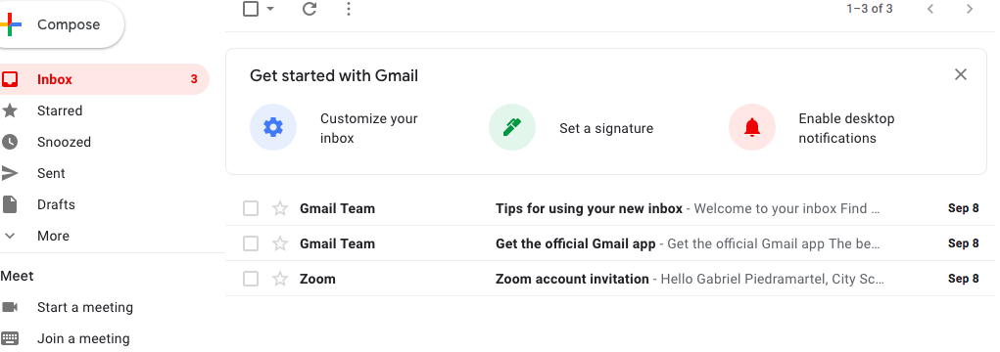 1–3 of 3
Compose
Get started with Gmail
Inbox 3
Starred
Snoozed
Sent
Drafts
More
Customize your
inbox
Set a signature
Enable desktop
notifications
Gmail Team Tips for using your new inbox - Welcome to your inbox Find ... Sep 8
Gmail Team Get the official Gmail app - Get the official Gmail app The be... Sep 8
Zoom Zoom account invitation - Hello Gabriel Piedramartel, City Sc... Sep 8
Meet
Start a meeting
Join a meeting